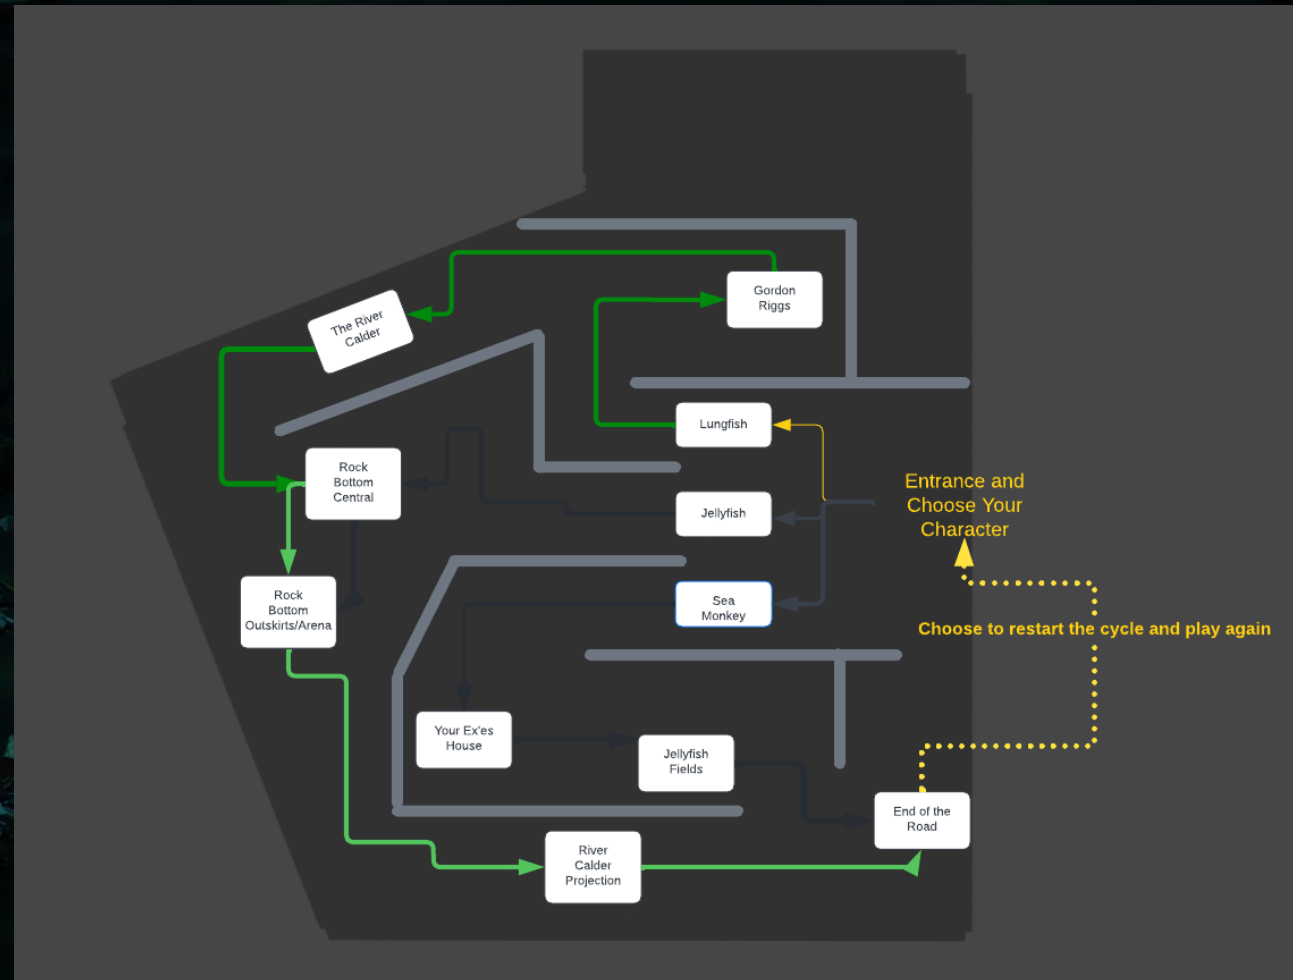 Gordon
Riggs
The River
Calder
Lungfish
Rock
Bottom
Central
Jellyfish
Entrance and
Choose Your
Character
Rock
Bottom
Outskirts/Arena
Sea
Monkey
Choose to restart the cycle and play again
Your Ex'es
House
Jellyfish
Fields
End of the
Road
River
Calder
Projection